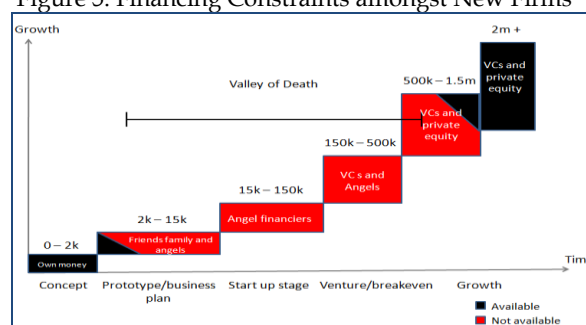 Figure 3: Financing Constraints amongst New Firms
Growth
2m +
VCs and
private
equity
500k – 1.5m
Valley of Death
VCs and
private
equity
150k – 500k
VC s and
Angels
15k – 150k
Angel financiers
2k – 15k
Friends family and
angels
0 – 2k
Own money
Tim
Concept
Prototype/business
plan
Start up stage
Venture/breakeven
Growth
Available
Not available